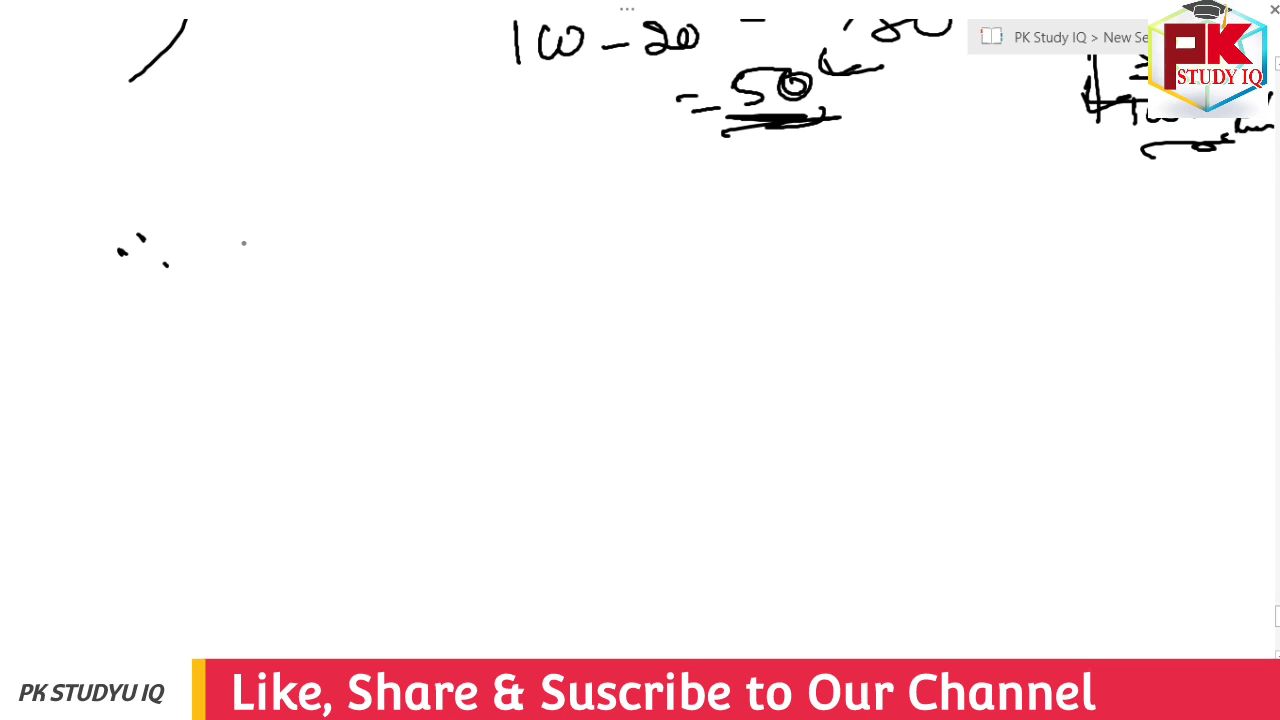 100 - 200
PK Study IQ > New Se
PK
STUDY IQ
= 50
PK STUDYU IQ
Like, Share & Suscribe to Our Channel